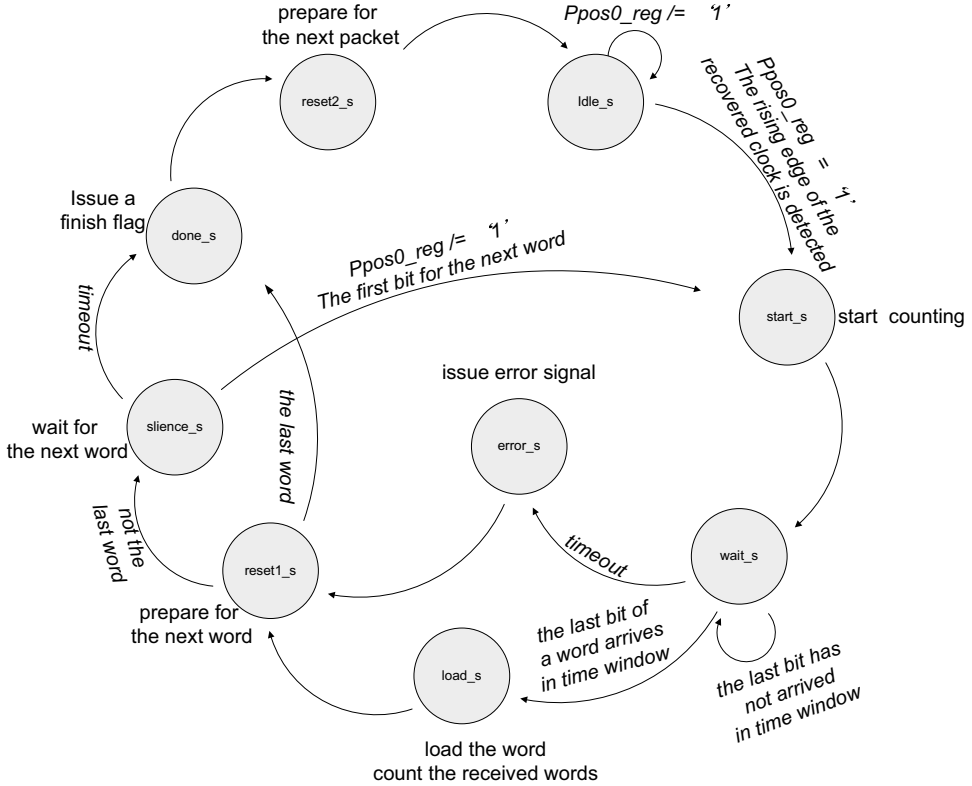 prepare for
the next packet
reset2_s
Ppos0_reg /= ‘1’
Idle_s
Ppos0_reg = ‘1’
The rising edge of the
recovered clock is detected
Issue a
finish flag
done_s
Ppos0_reg /= ‘1’
The first bit for the next word
timeout
start_s
start counting
issue error signal
the last word
wait for
the next word
slience_s
error_s
not the
last word
reset1_s
timeout
wait_s
prepare for
the next word
the last bit of
a word arrives
in time window
load_s
the last bit has
not arrived
in time window
load the word
count the received words